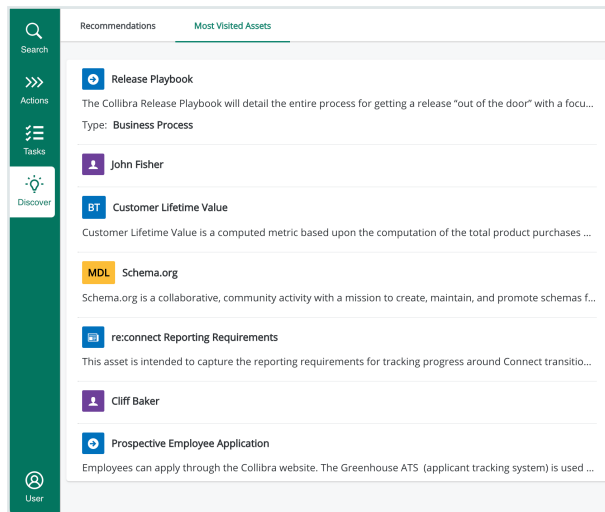 Search
Actions
Tasks
Discover
User
Recommendations Most Visited Assets
Release Playbook
The Collibra Release Playbook will detail the entire process for getting a release “out of the door” with a focu...
Type: Business Process
John Fisher
BT Customer Lifetime Value
Customer Lifetime Value is a computed metric based upon the computation of the total product purchases ...
MDL Schema.org
Schema.org is a collaborative, community activity with a mission to create, maintain, and promote schemas f...
re:connect Reporting Requirements
This asset is intended to capture the reporting requirements for tracking progress around Connect transitio...
Cliff Baker
Prospective Employee Application
Employees can apply through the Collibra website. The Greenhouse ATS (applicant tracking system) is used ...